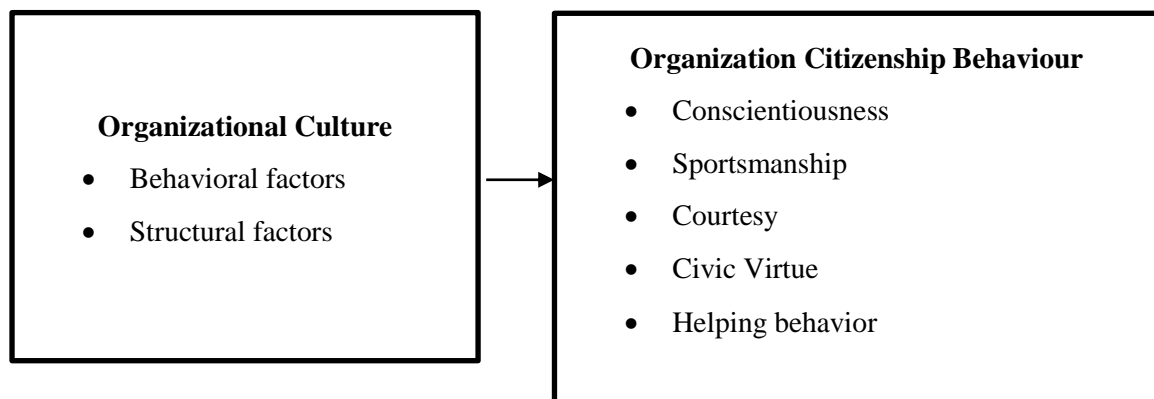 Organizational Culture
• Behavioral factors
• Structural factors
Organization Citizenship Behaviour
• Conscientiousness
• Sportsmanship
• Courtesy
• Civic Virtue
• Helping behavior